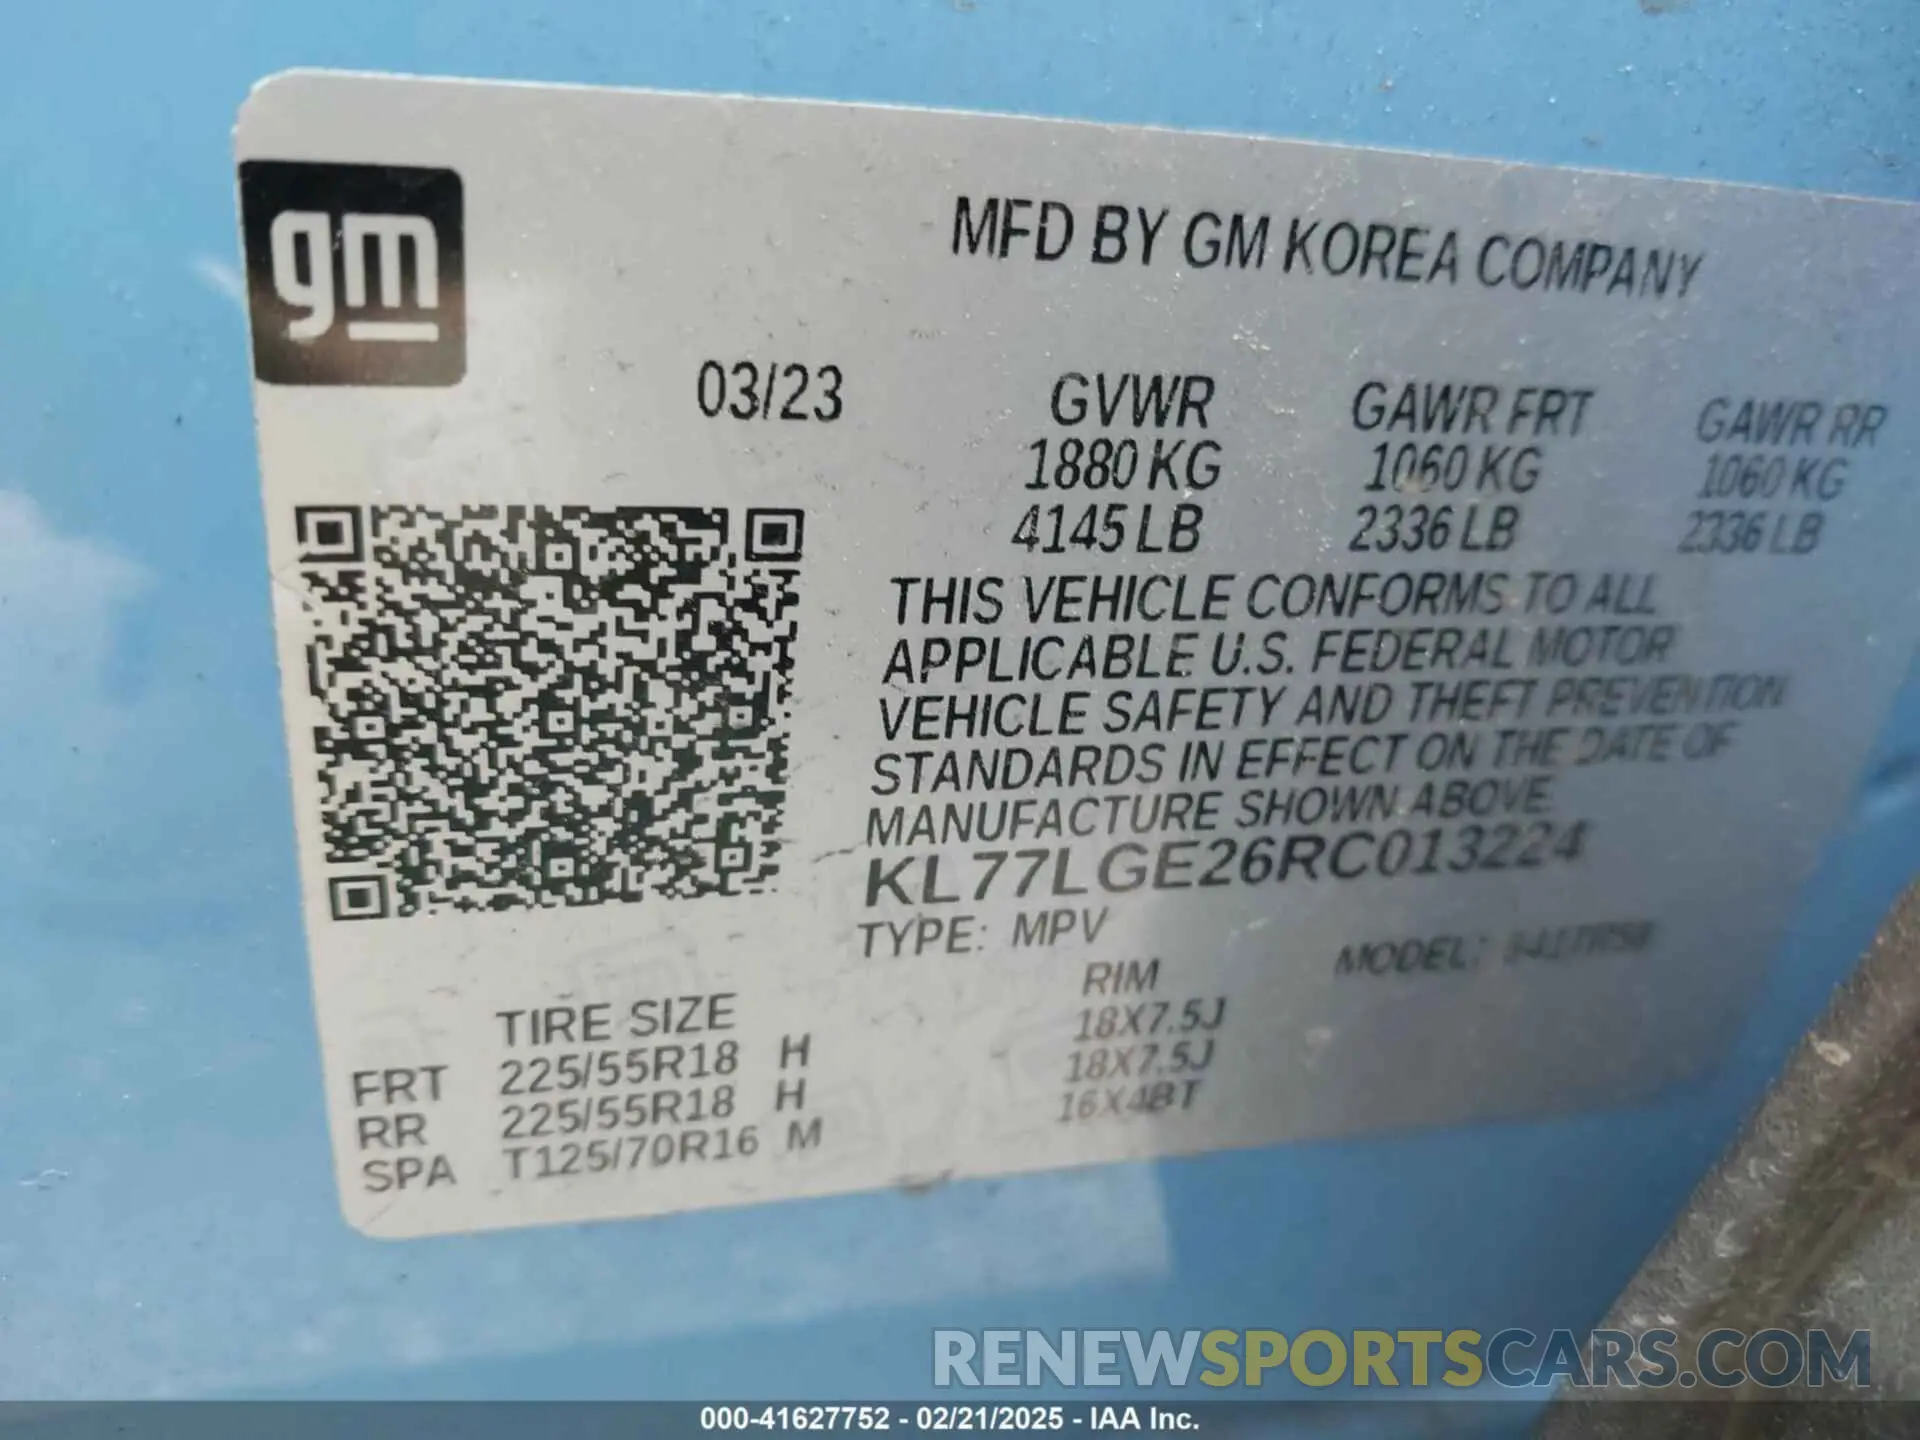 gm
MFD BY GM KOREA COMPANY
03/23 GVWR GAWR FRT GAWR RR
1880 KG 1060 KG 1060 KG
4145 LB 2336 LB 2336 LB
THIS VEHICLE CONFORMS TO ALL
APPLICABLE U.S. FEDERAL MOTOR
VEHICLE SAFETY AND THEFT PREVENTION
STANDARDS IN EFFECT ON THE DATE OF
MANUFACTURE SHOWN ABOVE.
KL77LGE26RC013224
TYPE: MPV MODEL:
TIRE SIZE RIM
FRT 225/55R18 H 18X7.5J
RR 225/55R18 H 18X7.5J
SPA T125/70R16 M 16X4BT
RENEWSPORTSCARS.COM
000-41627752 - 02/21/2025 - IAA Inc.